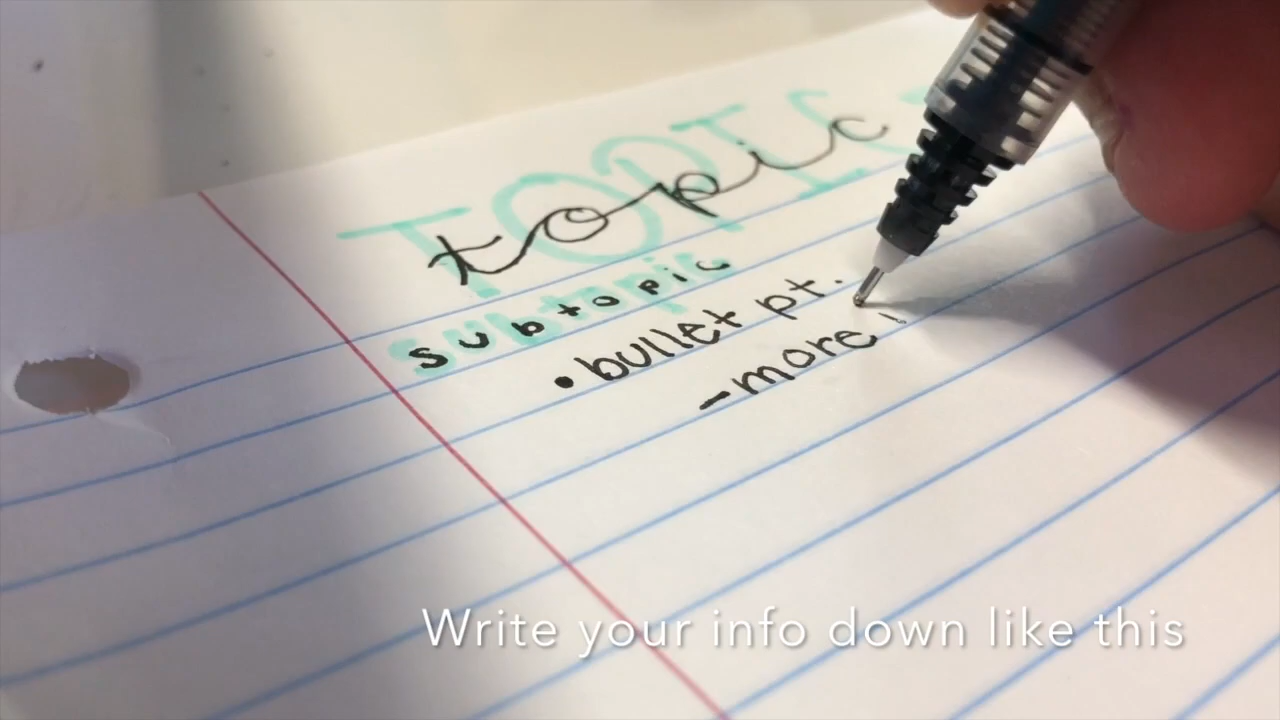 TOPIC
topic
subtopic
subtopic
• bullet pt.
- more
Write your info down like this